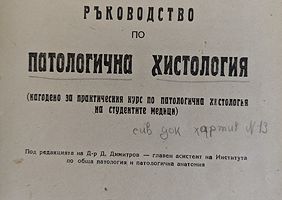 РЪКОВОДСТВО
ПО
ПАТОЛОГИЧНА ХИСТОЛОГИЯ
(нагодено за практическия курс по патологична хистология
на студентите медици)
сив док хартия N 13
Под редакцията на Д-р Д. Димитров — главен асистент на Института
по обща патология и патологична анатомия